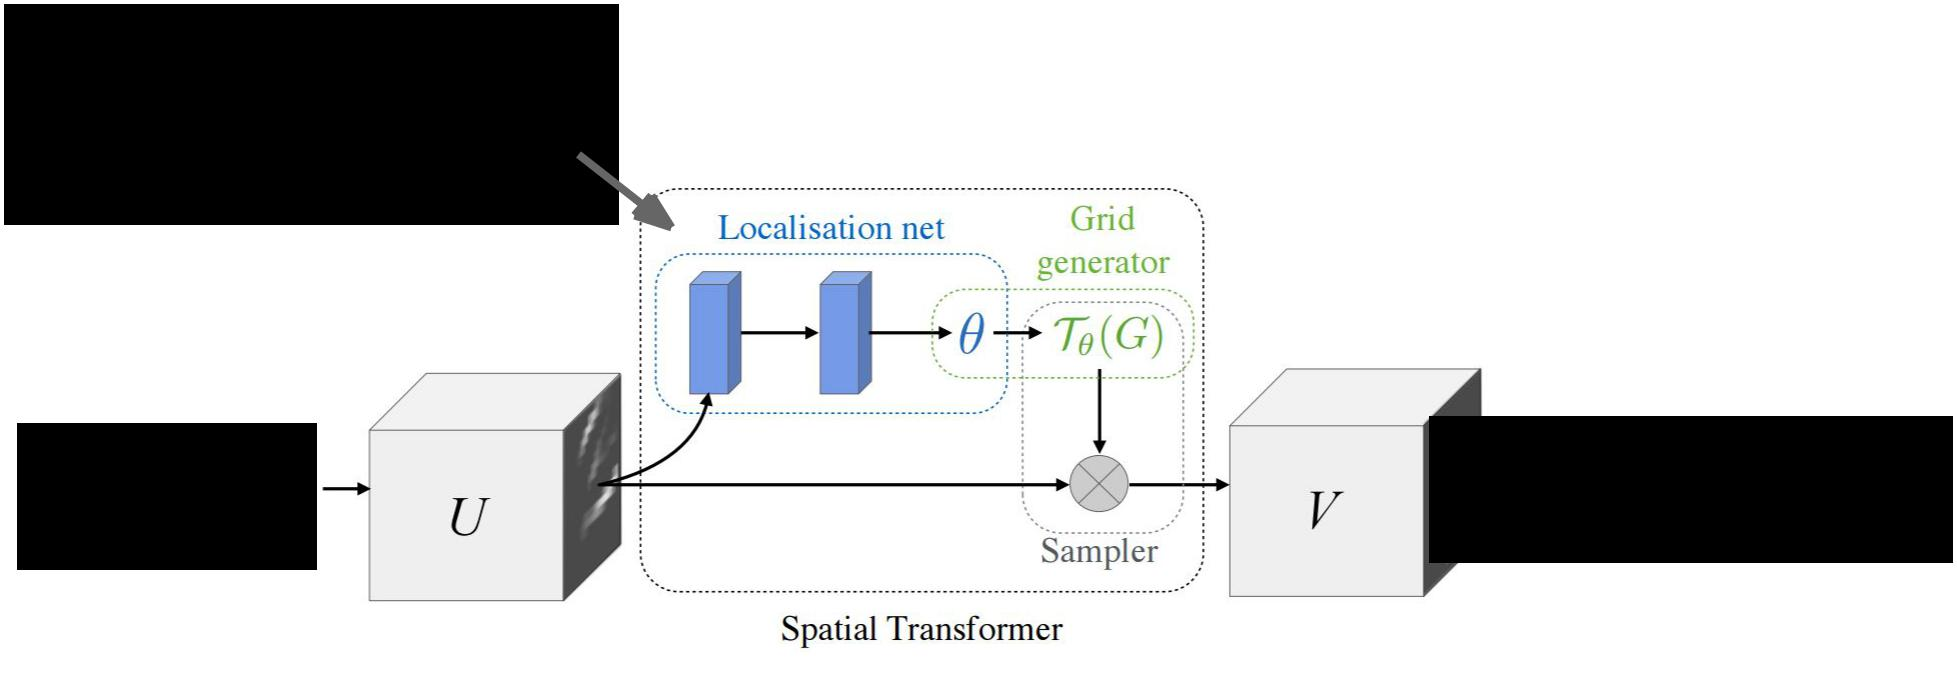 Localisation net
Grid
generator
θ
𝒯θ(G)
U
V
Sampler
Spatial Transformer